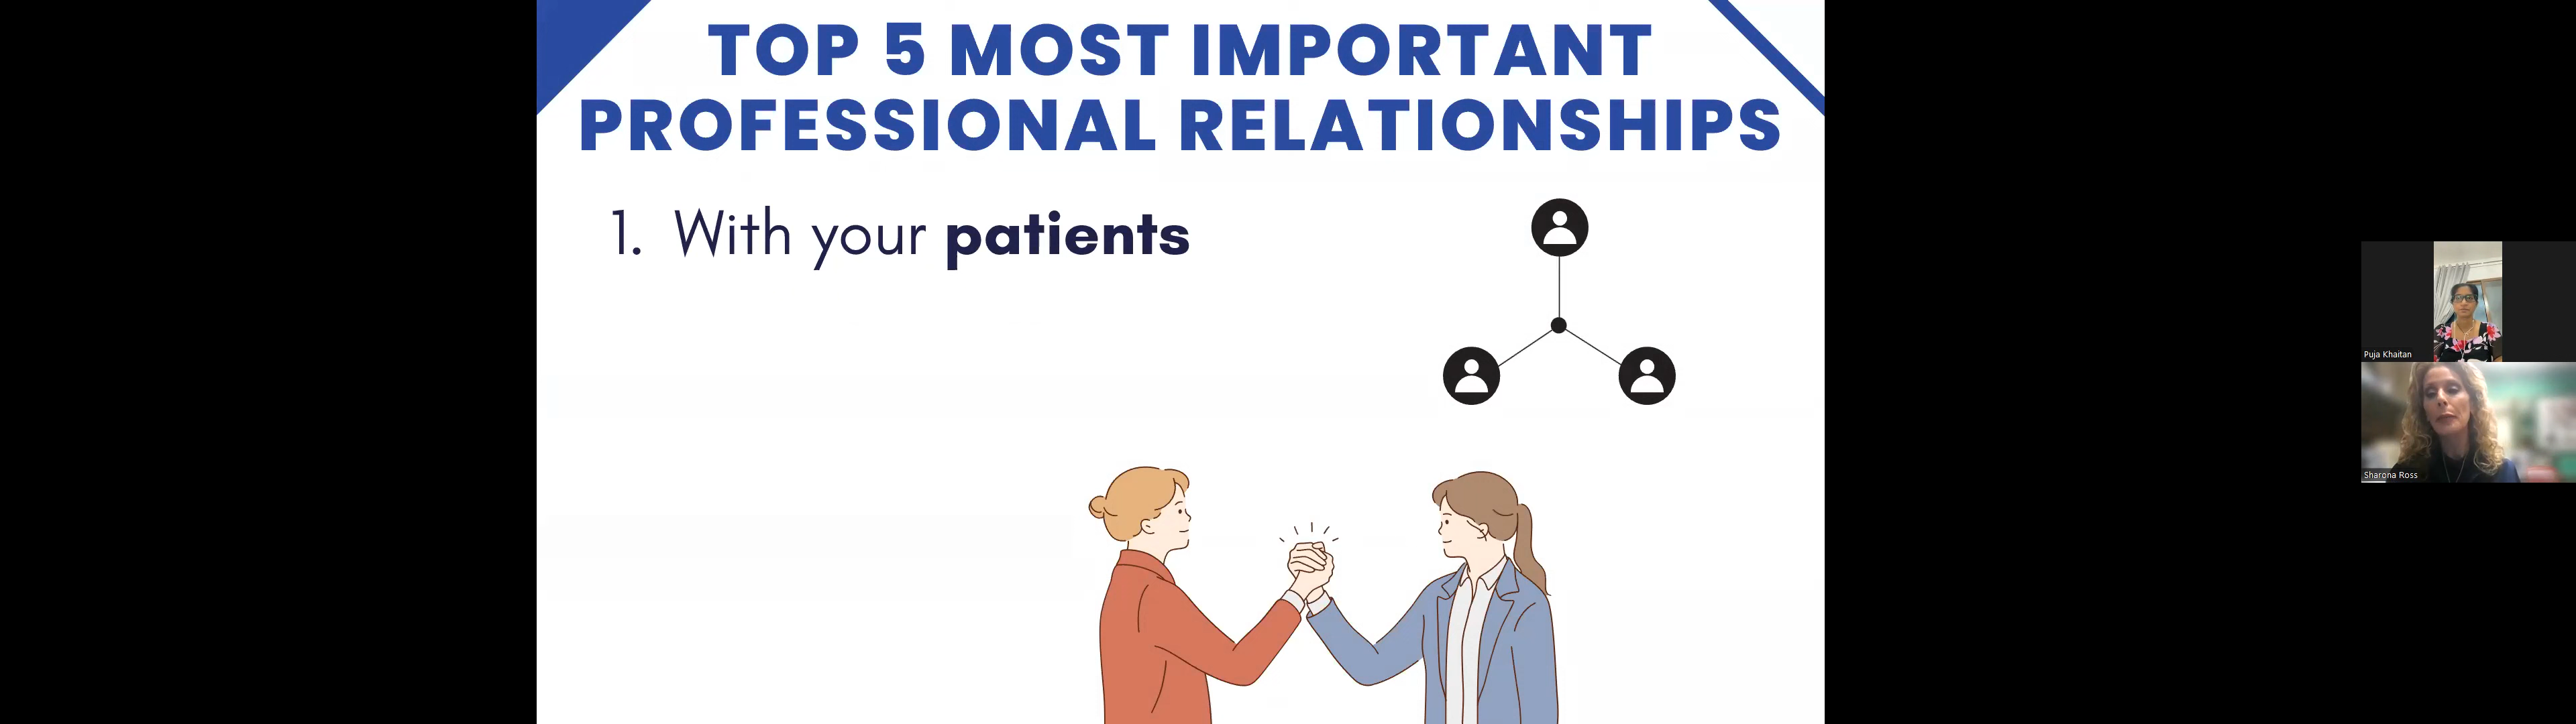 TOP 5 MOST IMPORTANT
PROFESSIONAL RELATIONSHIPS
1. With your patients
Puja Khaitan
Sharona Ross